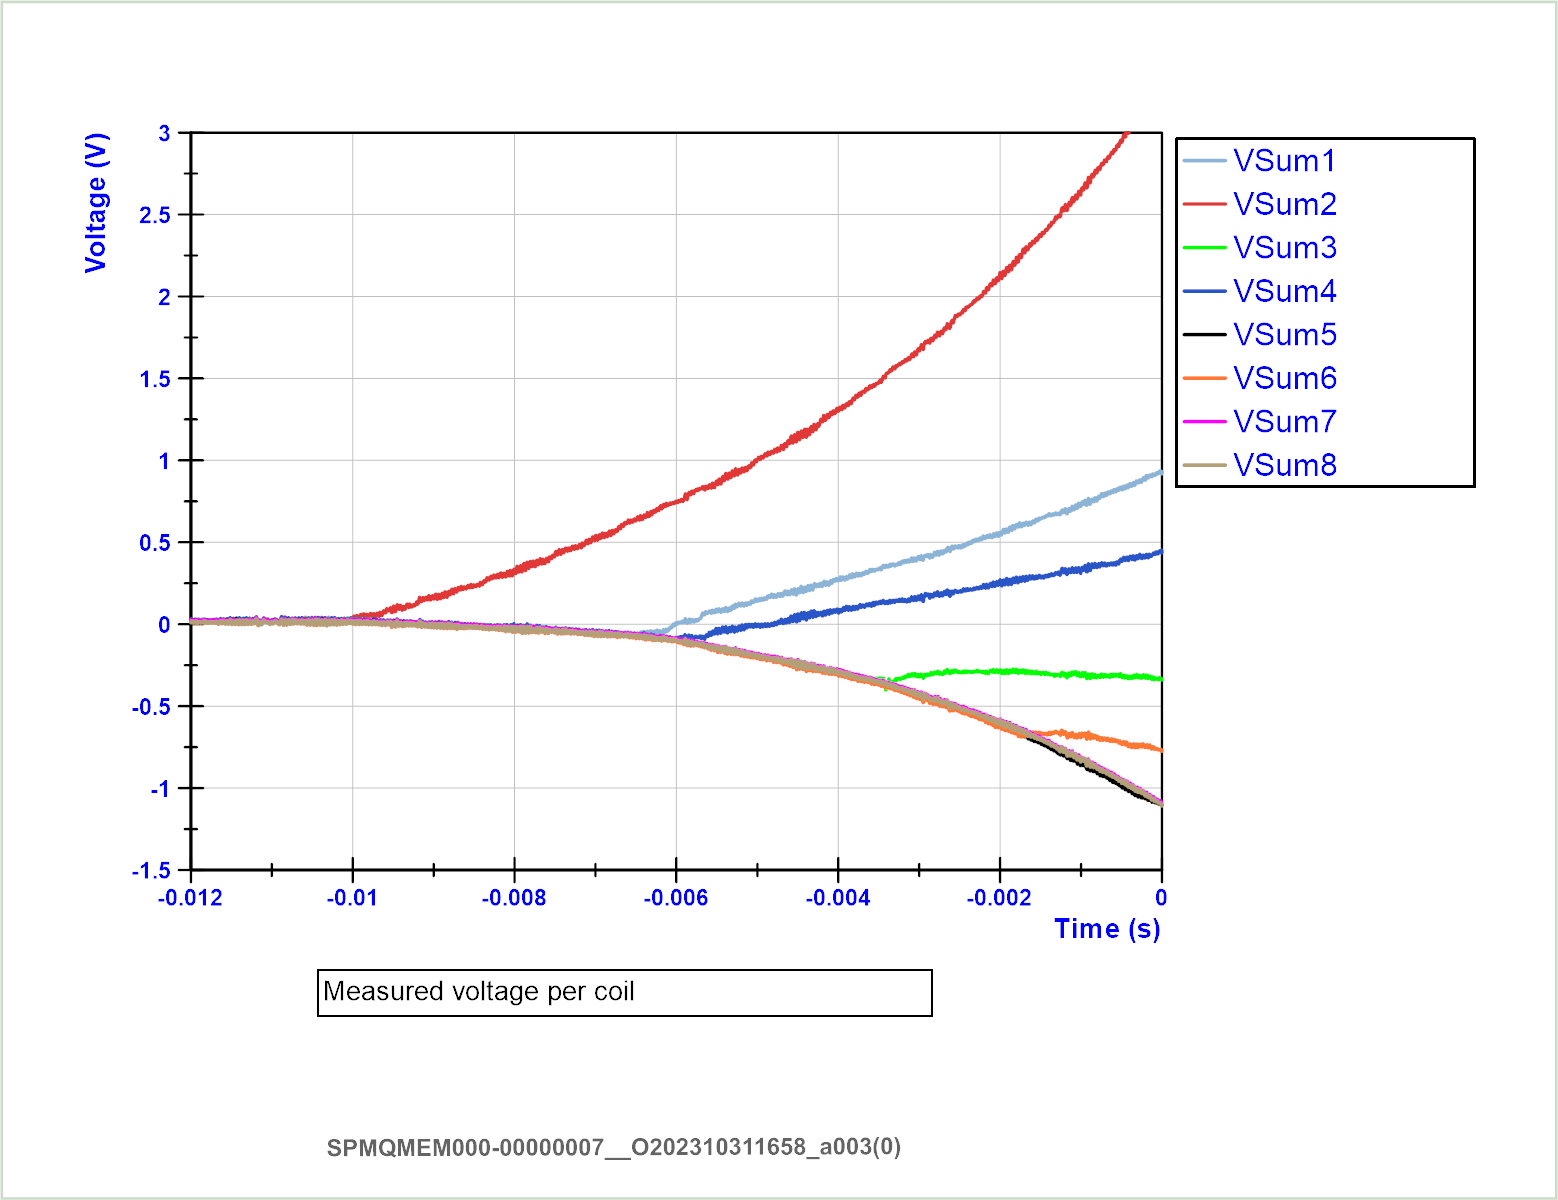 Voltage (V)
3
2.5
2
1.5
1
0.5
0
-0.5
-1
-1.5
-0.012
-0.01
-0.008
-0.006
-0.004
-0.002
0
Time (s)
VSum1
VSum2
VSum3
VSum4
VSum5
VSum6
VSum7
VSum8
Measured voltage per coil
SPMQMEM000-00000007__O202310311658_a003(0)